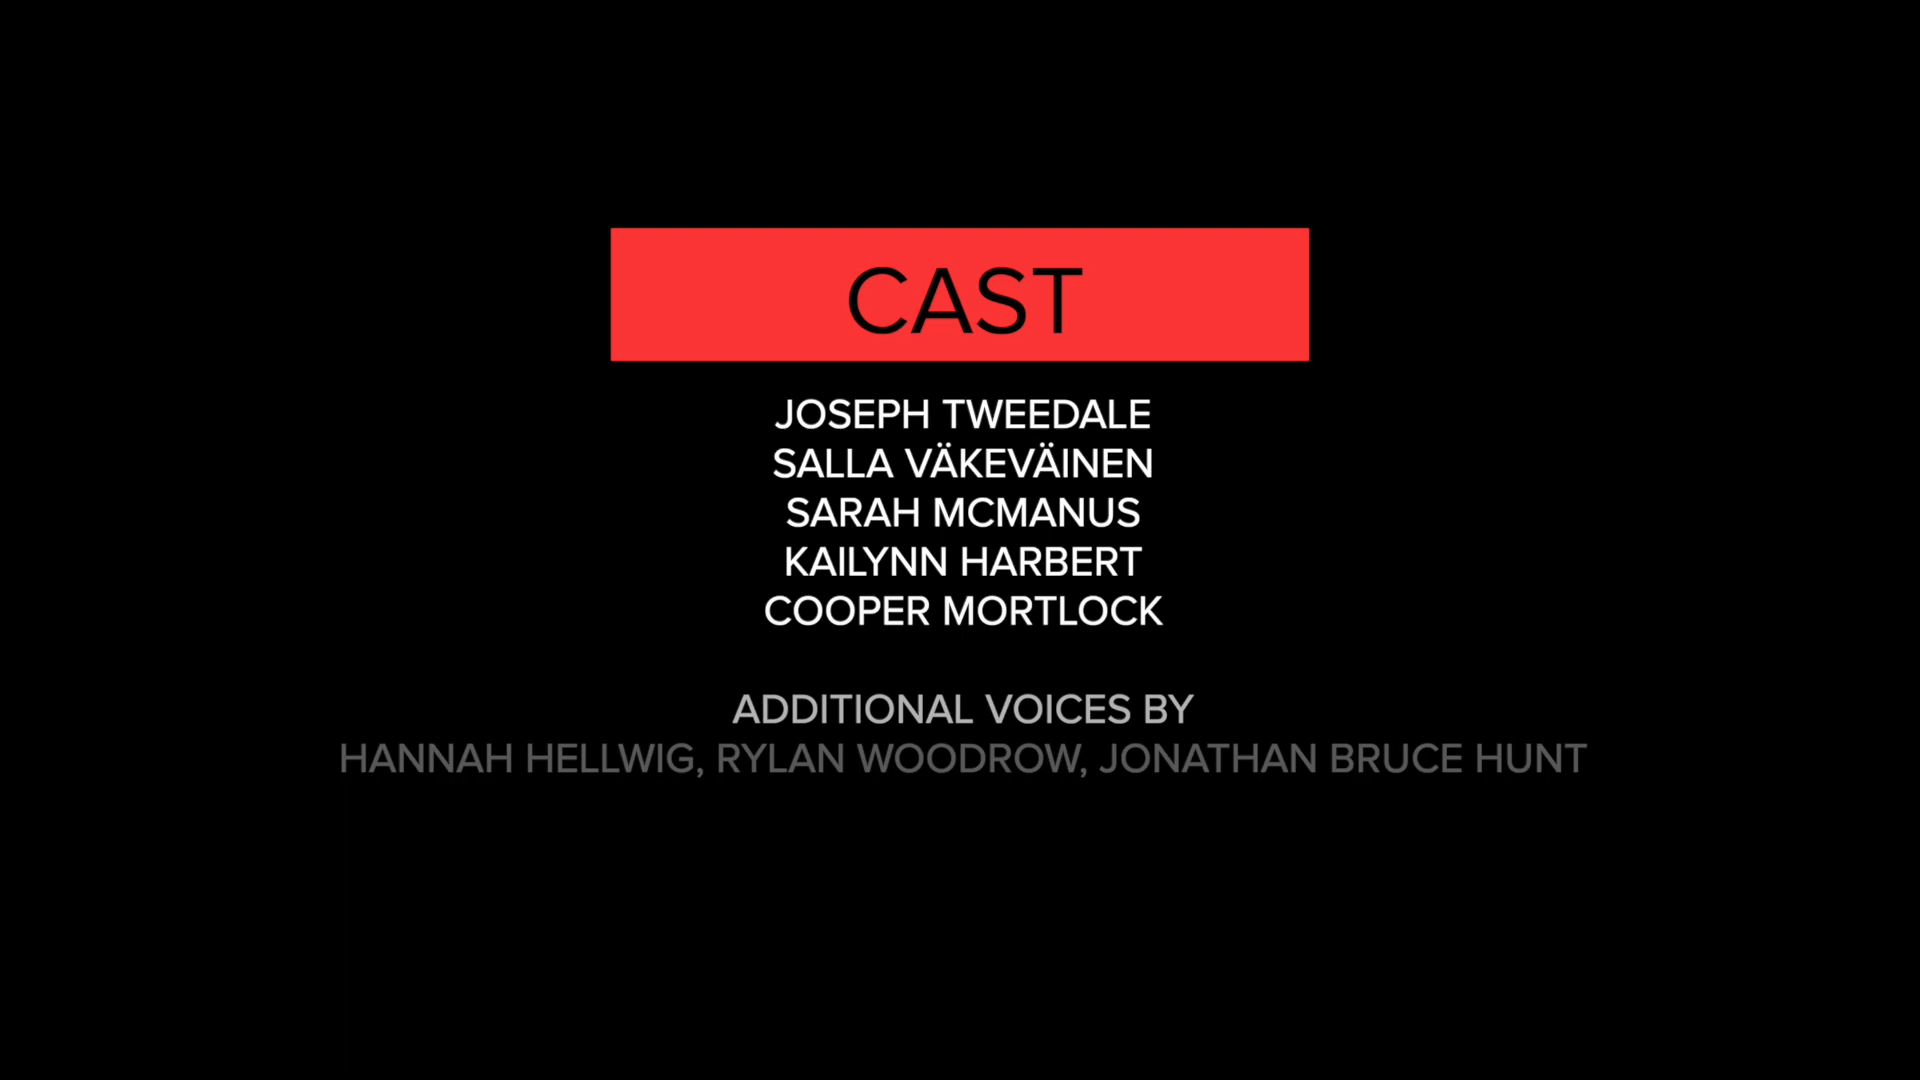 CAST
JOSEPH TWEEDALE
SALLA VÄKEVÄINEN
SARAH MCMANUS
KAILYNN HARBERT
COOPER MORTLOCK
ADDITIONAL VOICES BY
HANNAH HELLWIG, RYLAN WOODROW, JONATHAN BRUCE HUNT